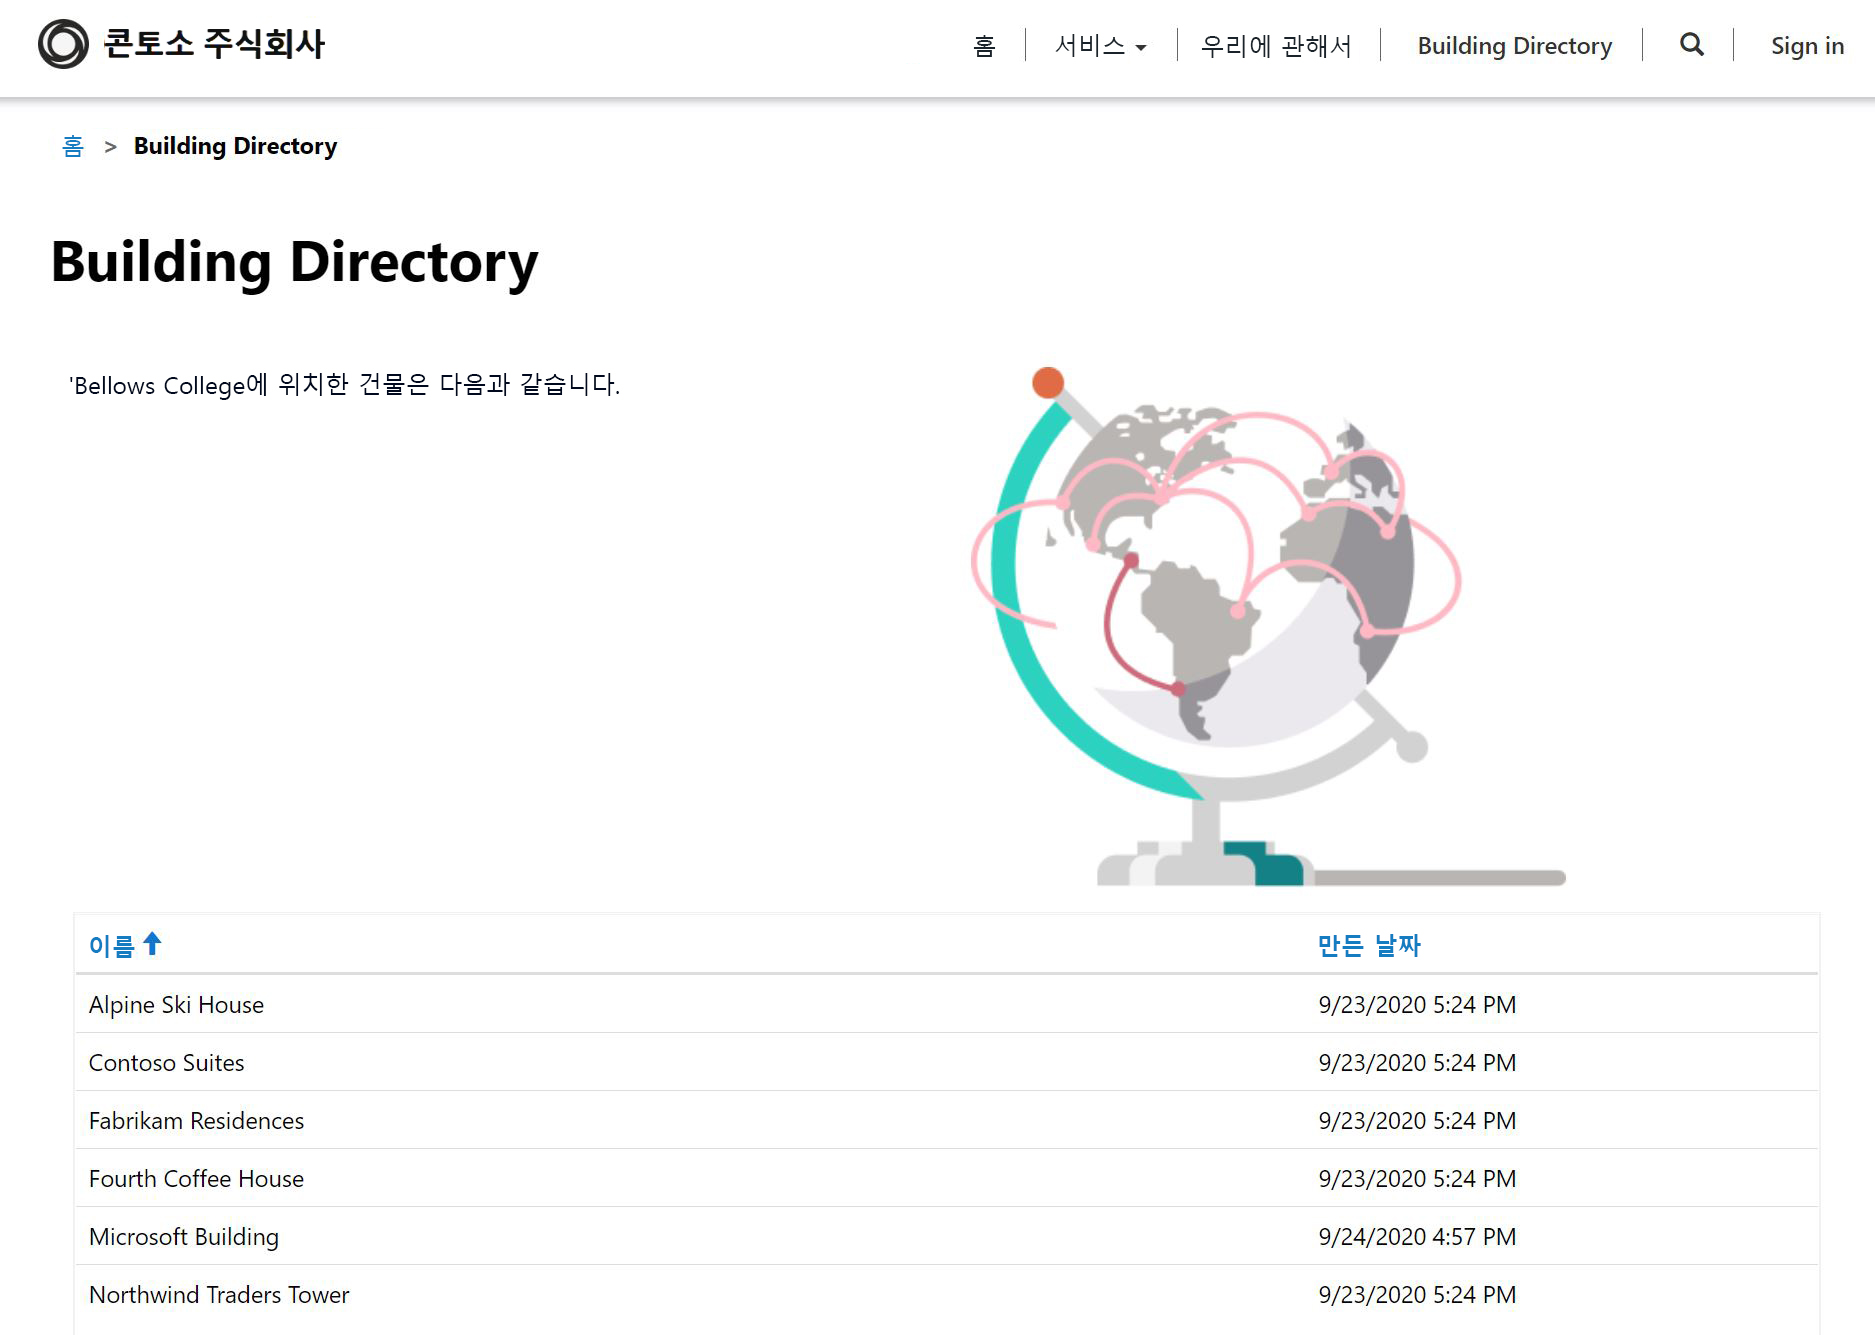 콘토소 주식회사
홈
서비스
우리에 관해서
Building Directory
Sign in
홈 > Building Directory
Building Directory
'Bellows College에 위치한 건물은 다음과 같습니다.
이름 만든 날짜
Alpine Ski House 9/23/2020 5:24 PM
Contoso Suites 9/23/2020 5:24 PM
Fabrikam Residences 9/23/2020 5:24 PM
Fourth Coffee House 9/23/2020 5:24 PM
Microsoft Building 9/24/2020 4:57 PM
Northwind Traders Tower 9/23/2020 5:24 PM